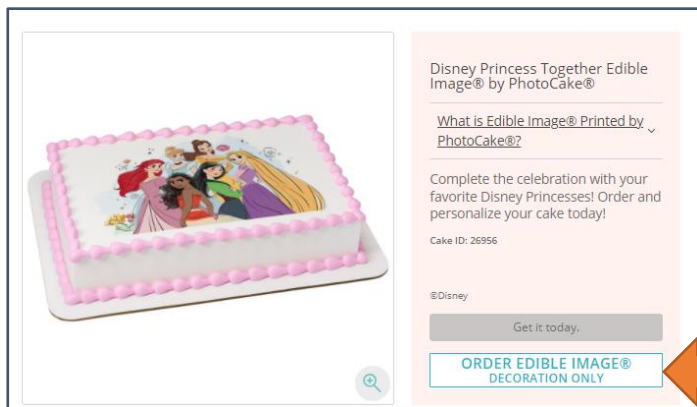 Disney Princess Together Edible
Image® by PhotoCake®
What is Edible Image® Printed by
PhotoCake®?
Complete the celebration with your
favorite Disney Princesses! Order and
personalize your cake today!
Cake ID: 26956
©Disney
Get it today.
ORDER EDIBLE IMAGE®
DECORATION ONLY